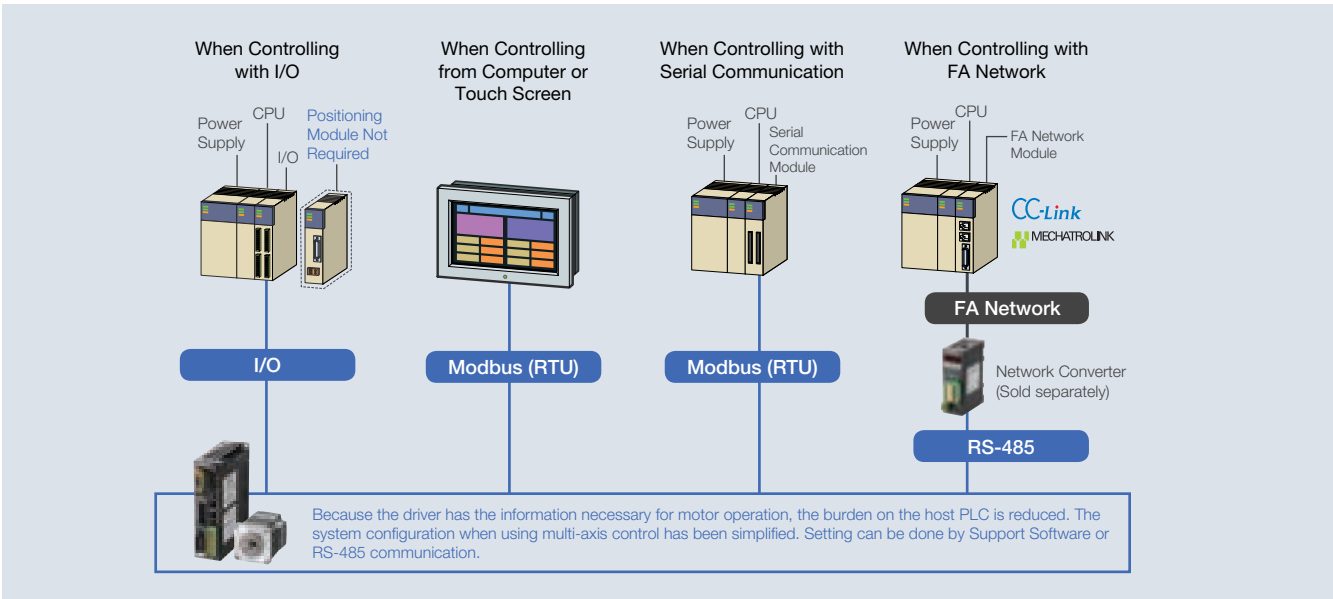 When Controlling
with I/O
When Controlling
from Computer or
Touch Screen
When Controlling with
Serial Communication
When Controlling with
FA Network
Power
Supply
CPU
I/O
Positioning
Module Not
Required
Power
Supply
CPU
Serial
Communication
Module
Power
Supply
CPU
FA Network
Module
CC-Link
MECHATROLINK
FA Network
I/O
Modbus (RTU)
Modbus (RTU)
Network Converter
(Sold separately)
RS-485
Because the driver has the information necessary for motor operation, the burden on the host PLC is reduced. The
system configuration when using multi-axis control has been simplified. Setting can be done by Support Software or
RS-485 communication.